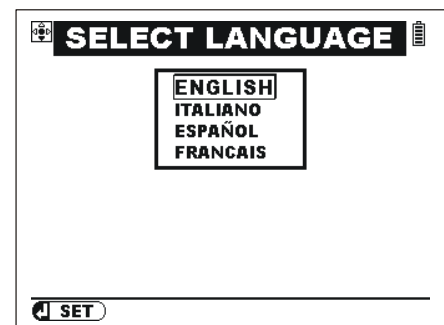 SELECT LANGUAGE
ENGLISH
ITALIANO
ESPAÑOL
FRANCAIS
SET